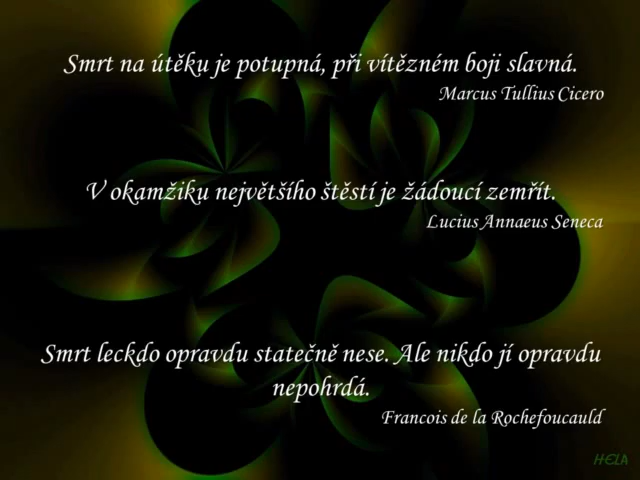 Smrt na útěku je potupná, při vítězném boji slavná.
Marcus Tullius Cicero
V okamžiku největšího štěstí je žádoucí zemřít.
Lucius Annaeus Seneca
Smrt leckdo opravdu statečně nese. Ale nikdo jí opravdu
nepohrdá.
Francois de la Rochefoucauld
HELA